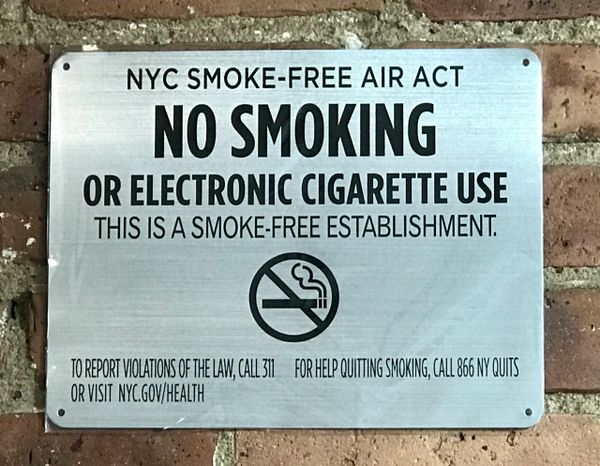 NYC SMOKE-FREE AIR ACT
NO SMOKING
OR ELECTRONIC CIGARETTE USE
THIS IS A SMOKE-FREE ESTABLISHMENT.
TO REPORT VIOLATIONS OF THE LAW, CALL 311
OR VISIT NYC.GOV/HEALTH
FOR HELP QUITTING SMOKING, CALL 866 NY QUITS